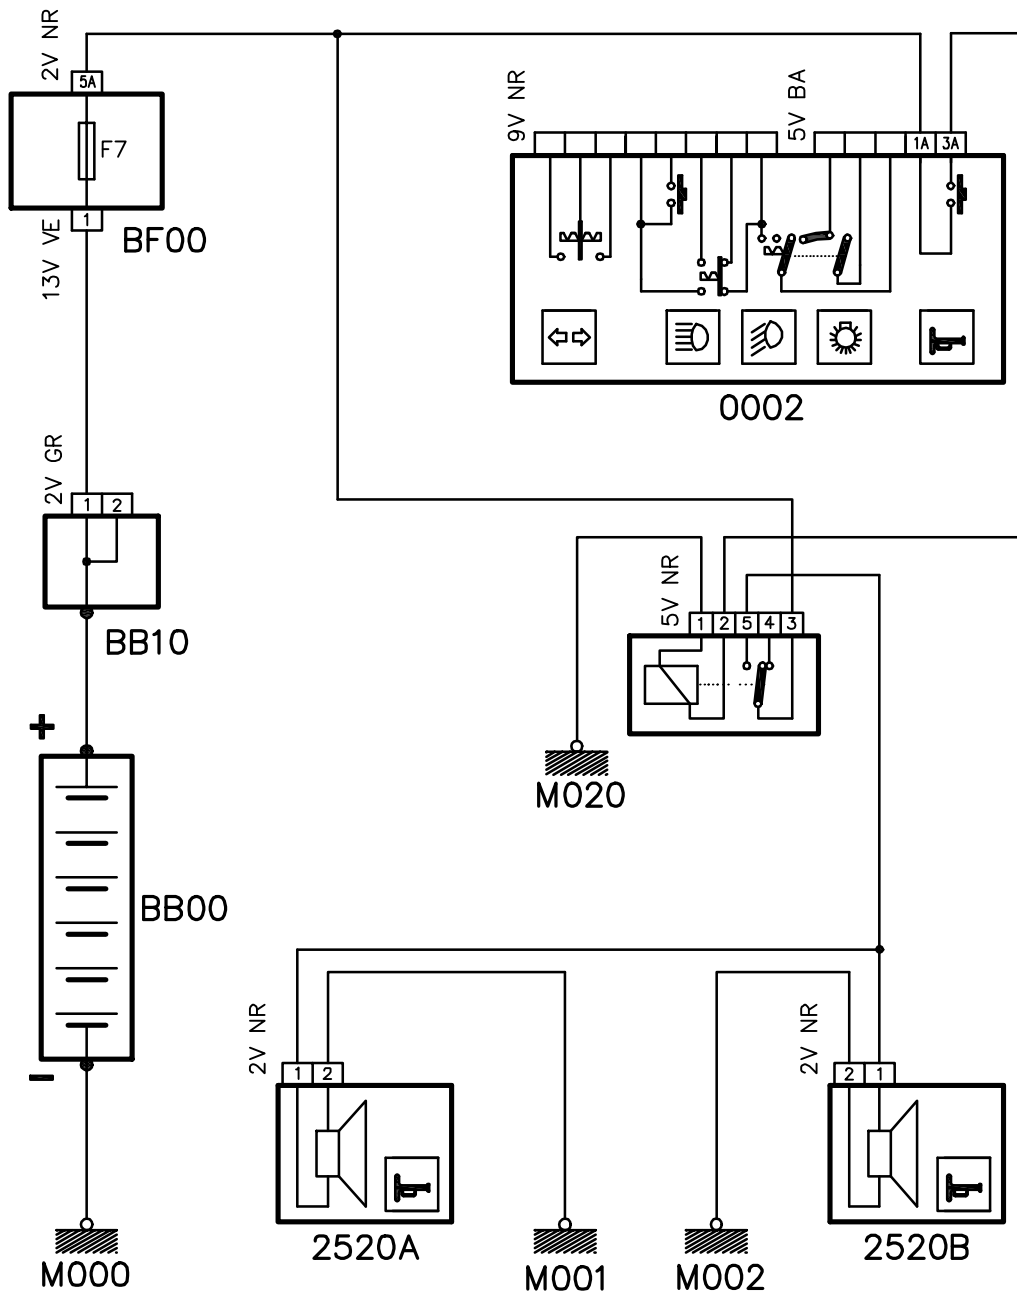 2V NR
5A
F7
1
BF00
13V VE
9V NR
5V BA
1A 3A
0002
2V GR
1 2
BB10
5V NR
1 2 5 4 3
M020
+
BB00
-
M000
2V NR
1 2
2520A
M001
M002
2V NR
2 1
2520B